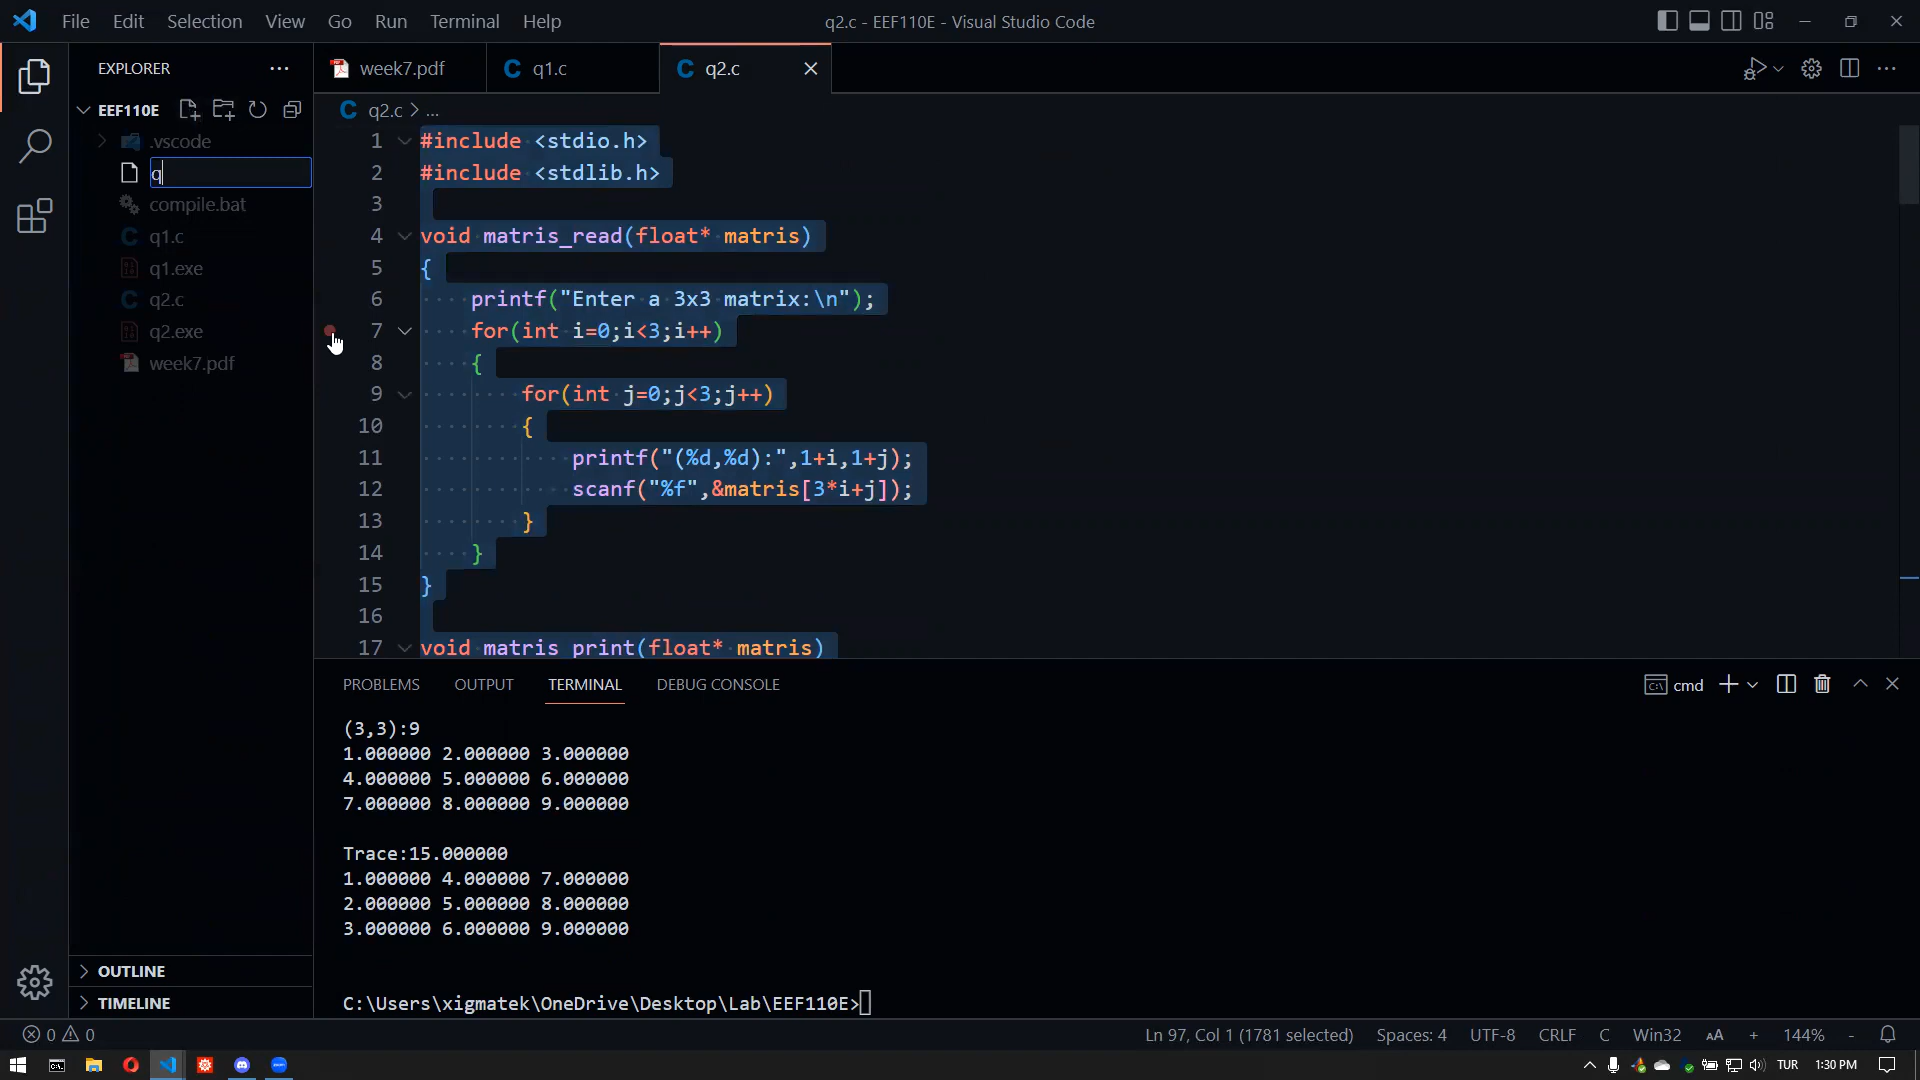 File Edit Selection View Go Run Terminal Help
q2.c - EEF110E - Visual Studio Code
EXPLORER
week7.pdf
q1.c
q2.c
EEF110E
q2.c > ...
.vscode
q
compile.bat
q1.c
q1.exe
q2.c
q2.exe
week7.pdf
1 #include <stdio.h>
2 #include <stdlib.h>
3
4 void matris_read(float* matris)
5 {
6 printf("Enter a 3x3 matrix:\n");
7 for(int i=0;i<3;i++)
8 {
9 for(int j=0;j<3;j++)
10 {
11 printf("(%d,%d):",1+i,1+j);
12 scanf("%f",&matris[3*i+j]);
13 }
14 }
15 }
16
17 void matris_print(float* matris)
PROBLEMS OUTPUT TERMINAL DEBUG CONSOLE
cmd
(3,3):9
1.000000 2.000000 3.000000
4.000000 5.000000 6.000000
7.000000 8.000000 9.000000
Trace:15.000000
1.000000 4.000000 7.000000
2.000000 5.000000 8.000000
3.000000 6.000000 9.000000
C:\Users\xigmatek\OneDrive\Desktop\Lab\EEF110E>
OUTLINE
TIMELINE
0 0
Ln 97, Col 1 (1781 selected) Spaces: 4 UTF-8 CRLF C Win32 AA + 144% -
TUR 1:30 PM